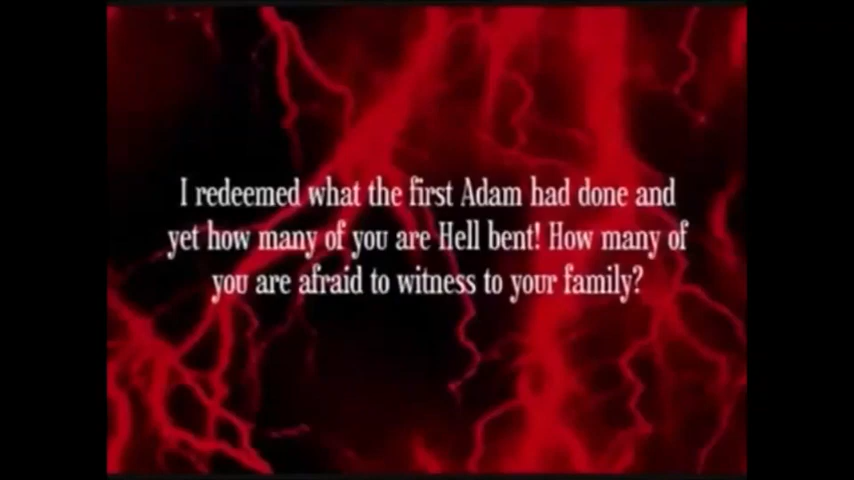 I redeemed what the first Adam had done and
yet how many of you are Hell bent! How many of
you are afraid to witness to your family?